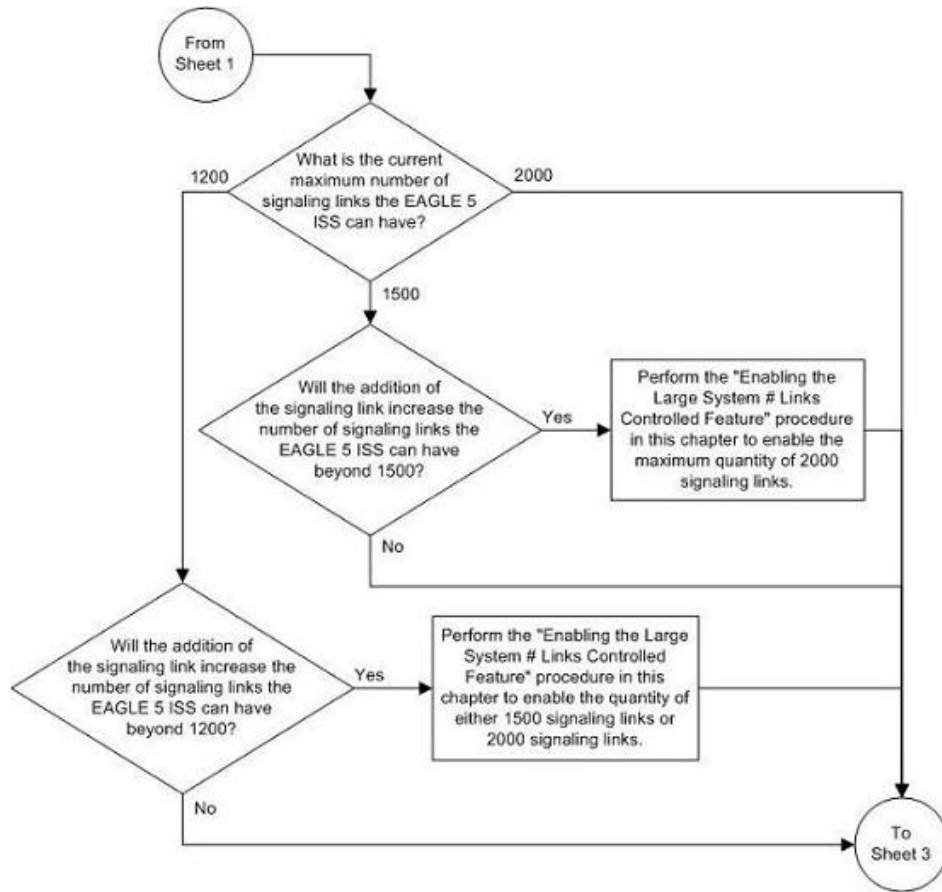 From
Sheet 1
What is the current
maximum number of
signaling links the EAGLE 5
ISS can have?
1200
2000
1500
Will the addition of
the signaling link increase the
number of signaling links the
EAGLE 5 ISS can have
beyond 1500?
Yes
Perform the "Enabling the
Large System # Links
Controlled Feature" procedure
in this chapter to enable the
maximum quantity of 2000
signaling links.
No
Will the addition of
the signaling link increase the
number of signaling links the
EAGLE 5 ISS can have
beyond 1200?
Yes
Perform the "Enabling the Large
System # Links Controlled
Feature" procedure in this
chapter to enable the quantity of
either 1500 signaling links or
2000 signaling links.
No
To
Sheet 3